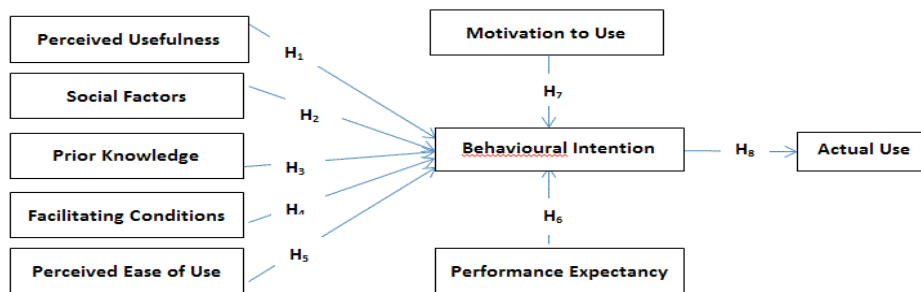 Perceived Usefulness
Motivation to Use
H₁
Social Factors
H₇
H₂
Prior Knowledge
Behavioural Intention
H₈
Actual Use
H₃
Facilitating Conditions
H₄
H₆
H₅
Perceived Ease of Use
Performance Expectancy